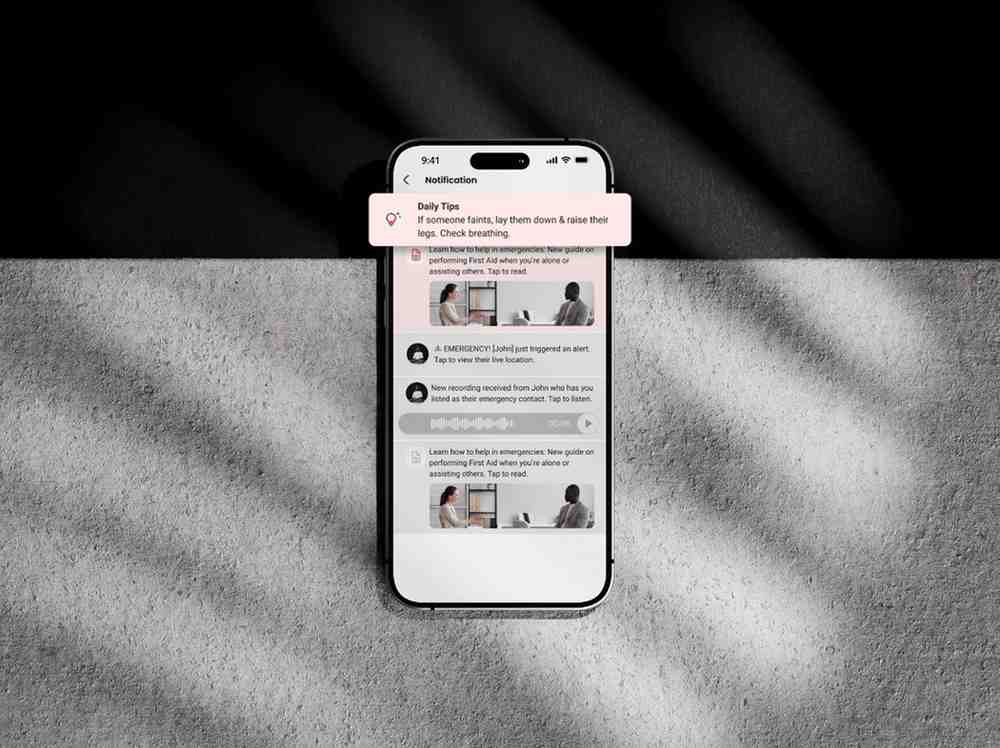 9:41
Notification
Daily Tips
If someone faints, lay them down & raise their
legs. Check breathing.
Learn how to help in emergencies: New guide on
performing First Aid when you're alone or
assisting others. Tap to read.
⚠ EMERGENCY! [John] just triggered an alert.
Tap to view their live location.
New recording received from John who has you
listed as their emergency contact. Tap to listen.
Learn how to help in emergencies: New guide on
performing First Aid when you're alone or
assisting others. Tap to read.